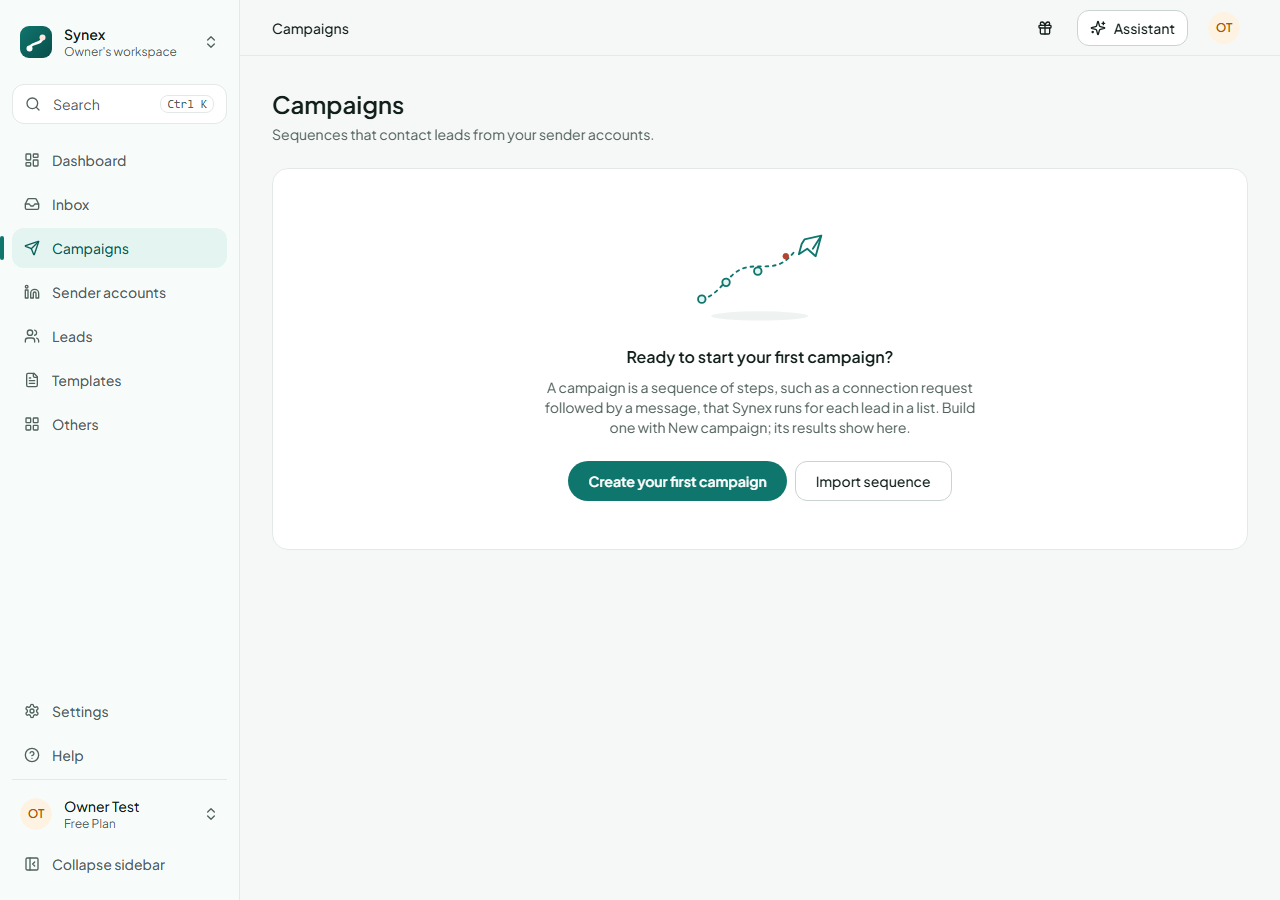 Synex
Owner's workspace
Search
Ctrl K
Dashboard
Inbox
Campaigns
Sender accounts
Leads
Templates
Others
Settings
Help
OT
Owner Test
Free Plan
Collapse sidebar
Campaigns
Assistant
OT
Campaigns
Sequences that contact leads from your sender accounts.
Ready to start your first campaign?
A campaign is a sequence of steps, such as a connection request
followed by a message, that Synex runs for each lead in a list. Build
one with New campaign; its results show here.
Create your first campaign
Import sequence